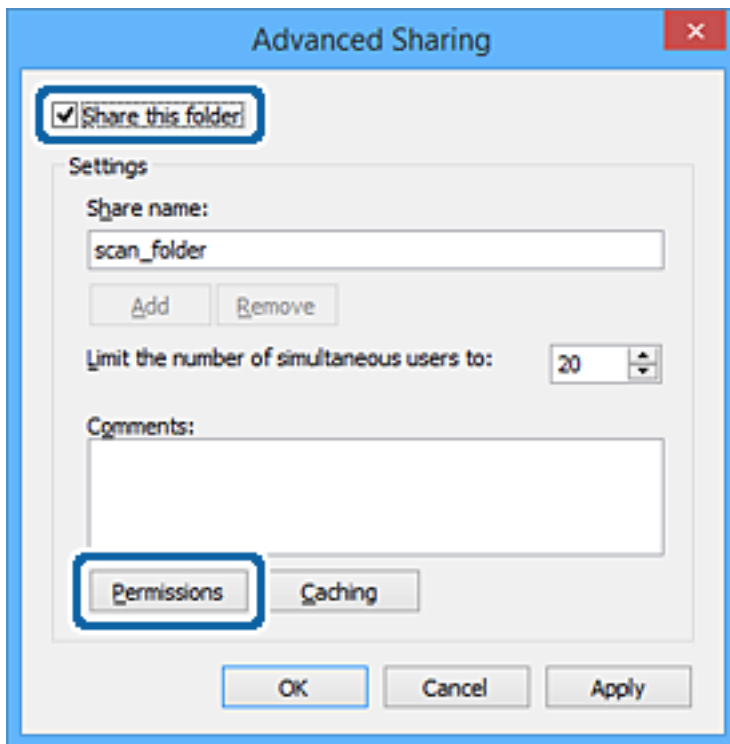 Advanced Sharing
Share this folder
Settings
Share name:
scan_folder
Add Remove
Limit the number of simultaneous users to: 20
Comments:
Permissions Caching
OK Cancel Apply